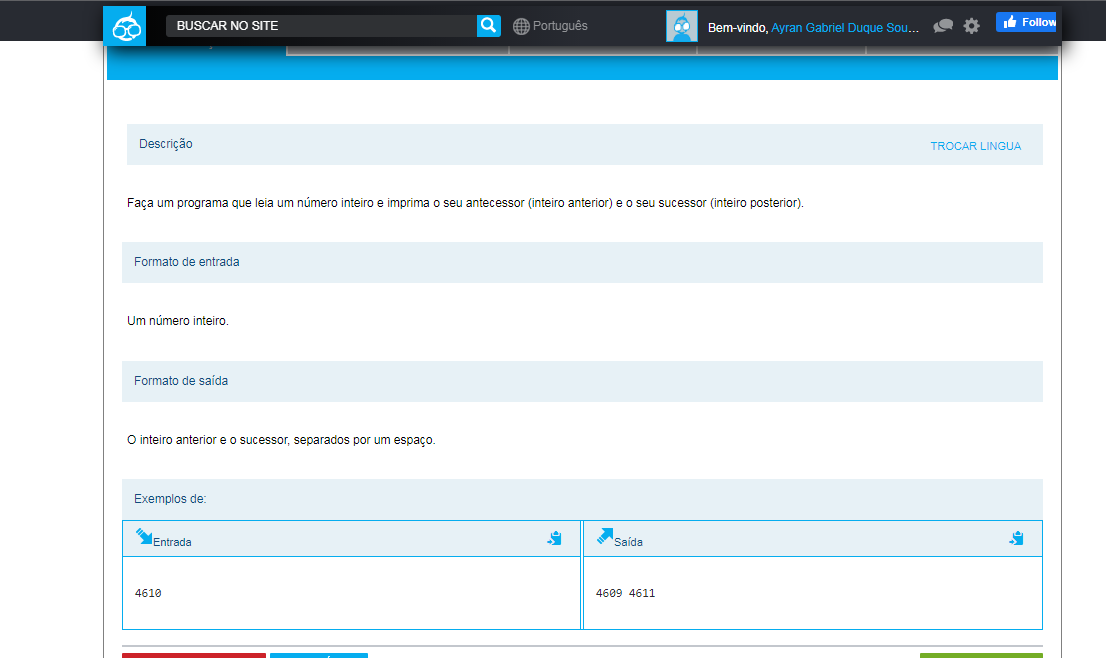 BUSCAR NO SITE
Português
Bem-vindo, Ayran Gabriel Duque Sou...
Follow
Descrição
TROCAR LINGUA
Faça um programa que leia um número inteiro e imprima o seu antecessor (inteiro anterior) e o seu sucessor (inteiro posterior).
Formato de entrada
Um número inteiro.
Formato de saída
O inteiro anterior e o sucessor, separados por um espaço.
Exemplos de:
Entrada
Saída
4610
4609 4611